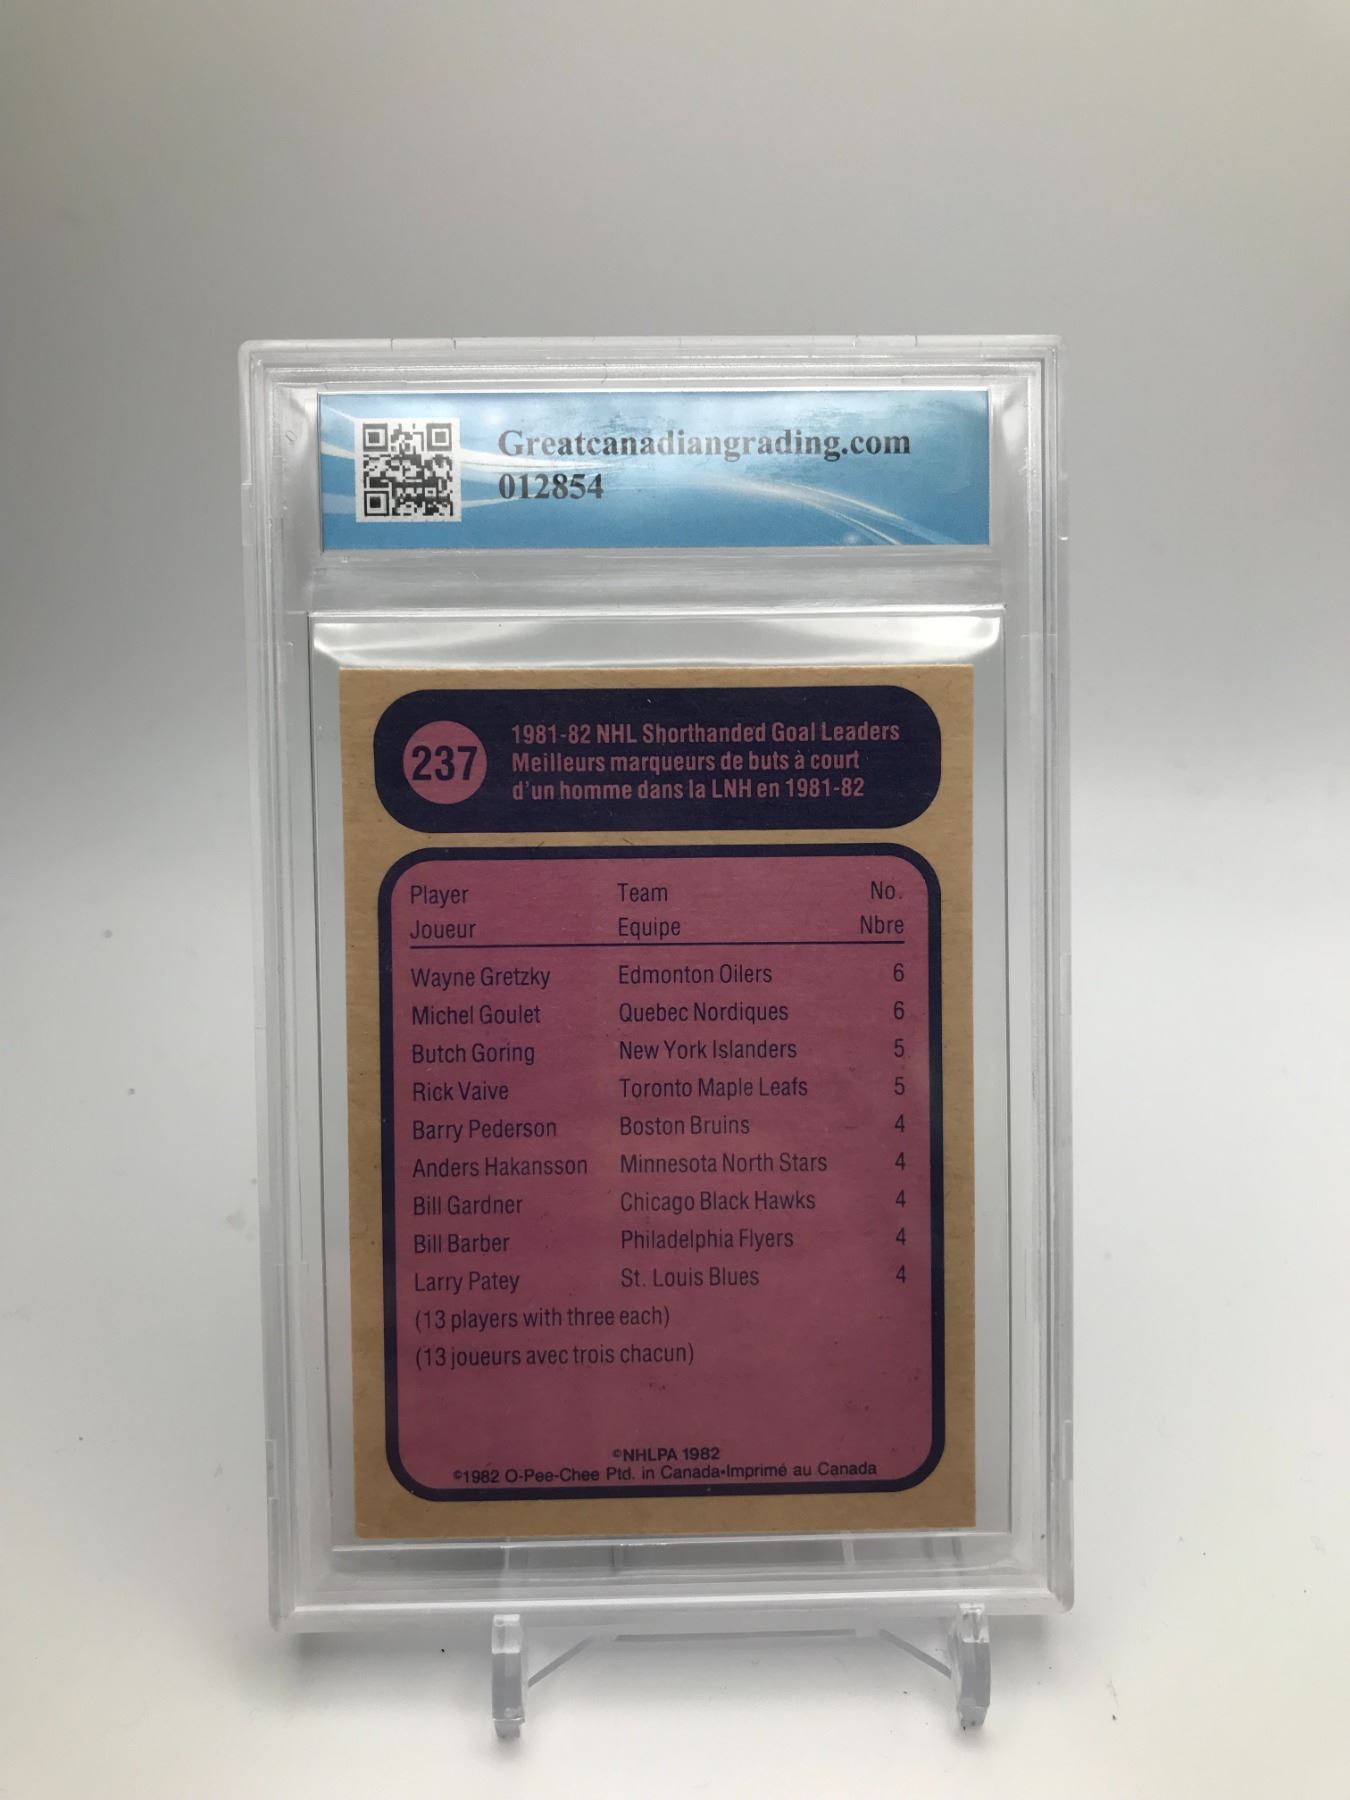 Greatcanadiangrading.com
012854
237
1981-82 NHL Shorthanded Goal Leaders
Meilleurs marqueurs de buts à court
d'un homme dans la LNH en 1981-82
Player Team No.
Joueur Equipe Nbre
Wayne Gretzky Edmonton Oilers 6
Michel Goulet Quebec Nordiques 6
Butch Goring New York Islanders 5
Rick Vaive Toronto Maple Leafs 5
Barry Pederson Boston Bruins 4
Anders Hakansson Minnesota North Stars 4
Bill Gardner Chicago Black Hawks 4
Bill Barber Philadelphia Flyers 4
Larry Patey St. Louis Blues 4
(13 players with three each)
(13 joueurs avec trois chacun)
©NHLPA 1982
©1982 O-Pee-Chee Ptd. in Canada•Imprimé au Canada